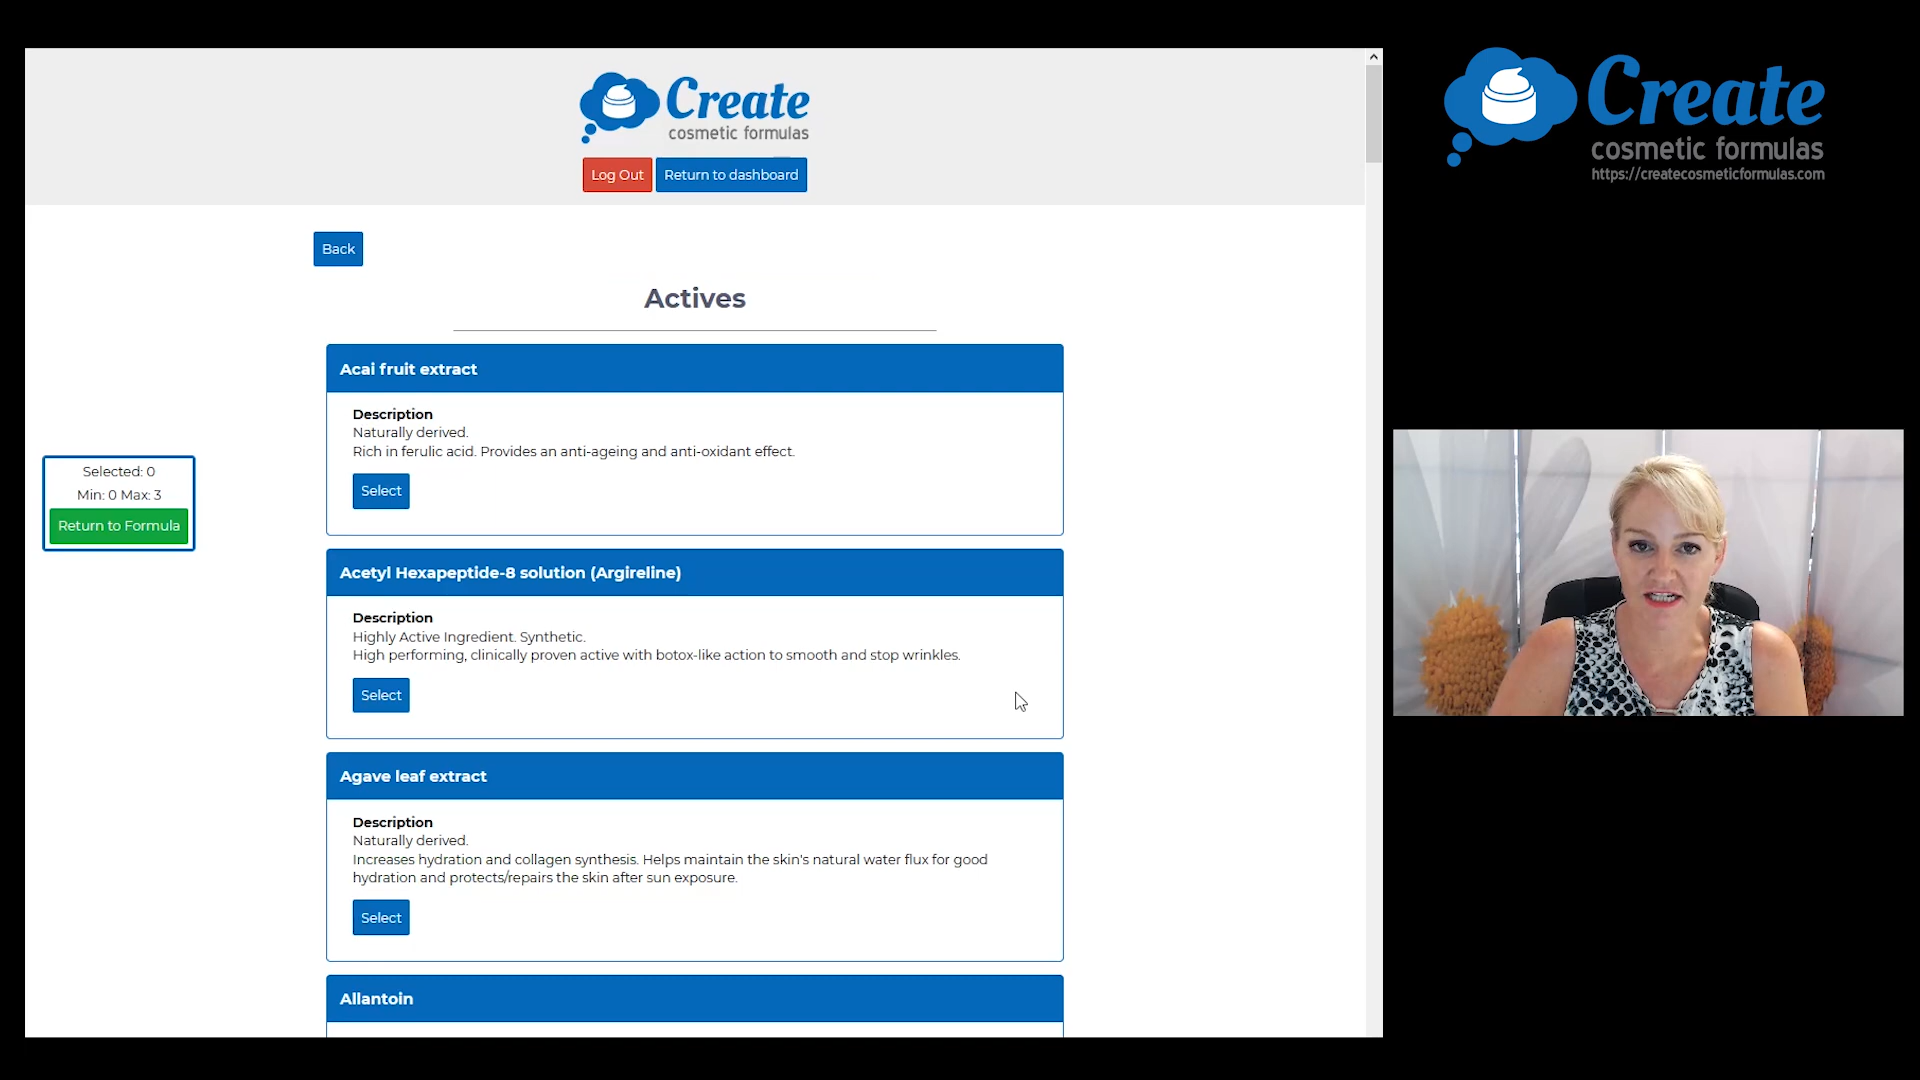 Create
cosmetic formulas
Log Out
Return to dashboard
Back
Actives
Acai fruit extract
Description
Naturally derived.
Rich in ferulic acid. Provides an anti-ageing and anti-oxidant effect.
Select
Selected: 0
Min: 0 Max: 3
Return to Formula
Acetyl Hexapeptide-8 solution (Argireline)
Description
Highly Active Ingredient. Synthetic.
High performing, clinically proven active with botox-like action to smooth and stop wrinkles.
Select
Agave leaf extract
Description
Naturally derived.
Increases hydration and collagen synthesis. Helps maintain the skin's natural water flux for good
hydration and protects/repairs the skin after sun exposure.
Select
Allantoin
Create
cosmetic formulas
https://createcosmeticformulas.com